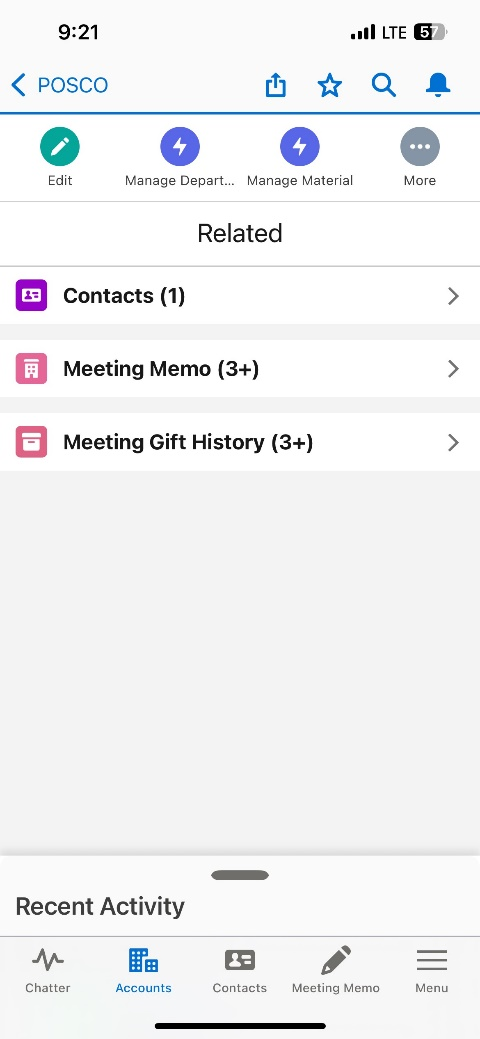 9:21
LTE 57
POSCO
Edit
Manage Depart...
Manage Material
More
Related
Contacts (1)
Meeting Memo (3+)
Meeting Gift History (3+)
Recent Activity
Chatter
Accounts
Contacts
Meeting Memo
Menu